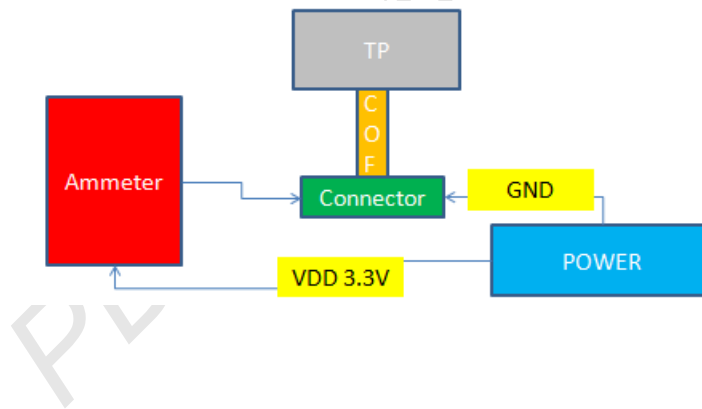 TP
C
O
F
Ammeter
Connector
GND
POWER
VDD 3.3V